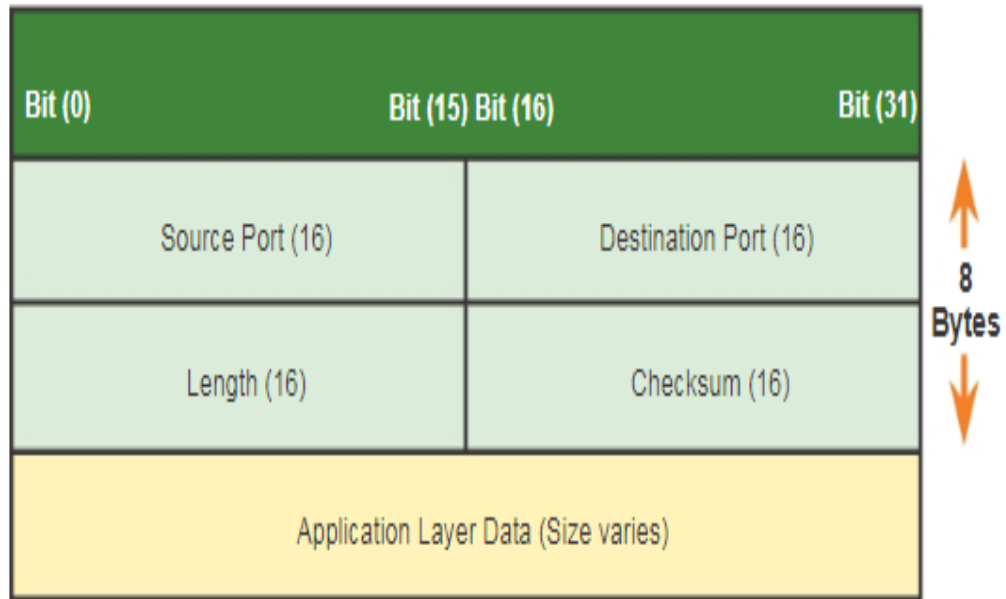 Bit (0) Bit (15) Bit (16) Bit (31)
Source Port (16) Destination Port (16)
8
Bytes
Length (16) Checksum (16)
Application Layer Data (Size varies)